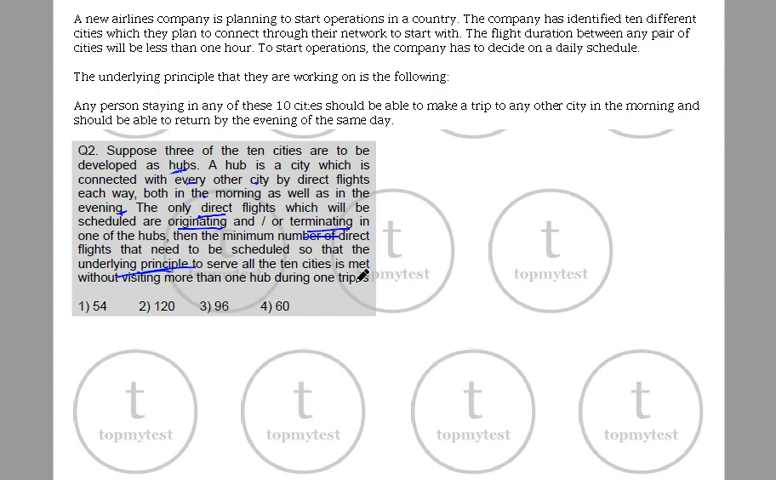 A new airlines company is planning to start operations in a country. The company has identified ten different
cities which they plan to connect through their network to start with. The flight duration between any pair of
cities will be less than one hour. To start operations, the company has to decide on a daily schedule.
The underlying principle that they are working on is the following:
Any person staying in any of these 10 cities should be able to make a trip to any other city in the morning and
should be able to return by the evening of the same day.
Q2. Suppose three of the ten cities are to be
developed as hubs. A hub is a city which is
connected with every other city by direct flights
each way, both in the morning as well as in the
evening. The only direct flights which will be
scheduled are originating and / or terminating in
one of the hubs, then the minimum number of direct
flights that need to be scheduled so that the
underlying principle to serve all the ten cities is met
without visiting more than one hub during one trip is
1) 54 2) 120 3) 96 4) 60
t
pmytest
t
topmytest
t
topmytest
t
topmytest
t
topmytest
t
topmytest